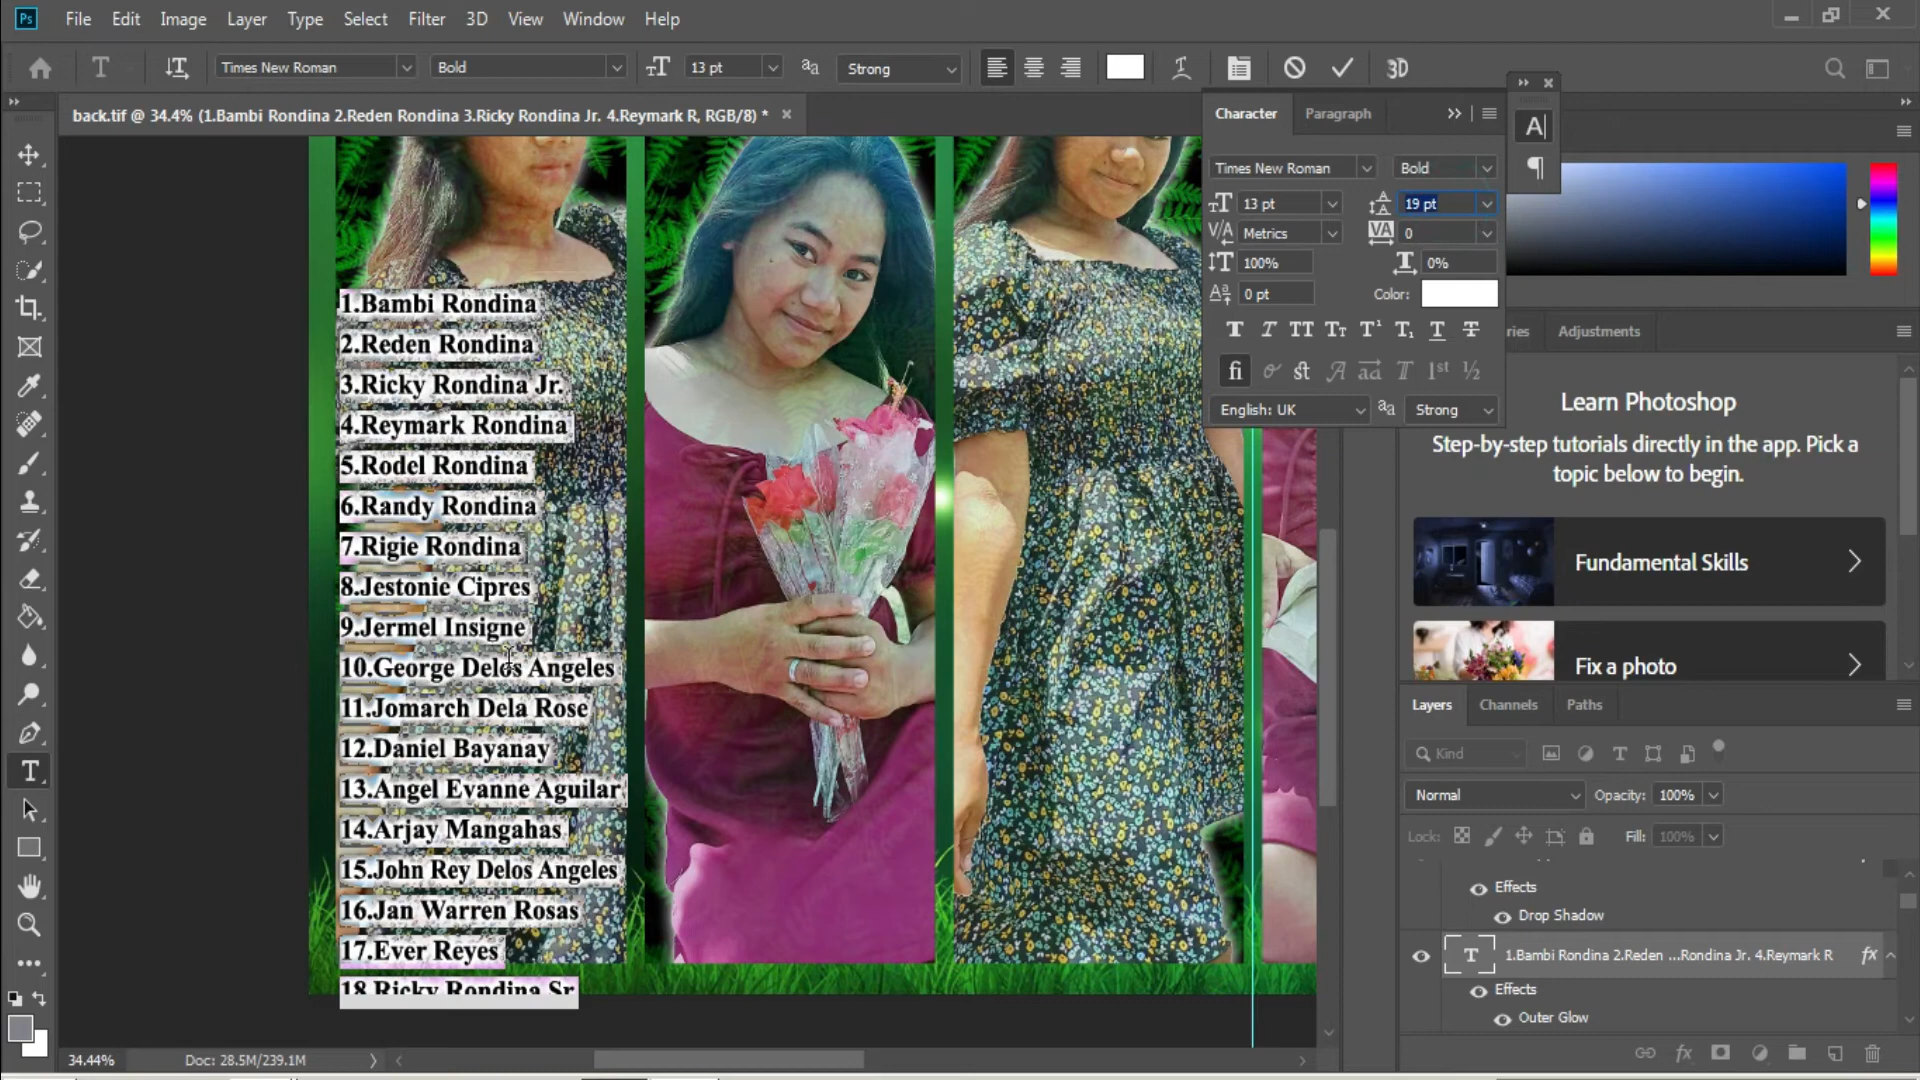 Ps File Edit Image Layer Type Select Filter 3D View Window Help
Times New Roman Bold 13 pt Strong 3D
back.tif @ 34.4% (1.Bambi Rondina 2.Reden Rondina 3.Ricky Rondina Jr. 4.Reymark R, RGB/8) *
Character Paragraph
Times New Roman Bold
13 pt 19 pt
Metrics 0
100% 0%
0 pt Color:
English: UK Strong
1.Bambi Rondina
2.Reden Rondina
3.Ricky Rondina Jr.
4.Reymark Rondina
5.Rodel Rondina
6.Randy Rondina
7.Rigie Rondina
8.Jestonie Cipres
9.Jermel Insigne
10.George Delos Angeles
11.Jomarch Dela Rose
12.Daniel Bayanay
13.Angel Evanne Aguilar
14.Arjay Mangahas
15.John Rey Delos Angeles
16.Jan Warren Rosas
17.Ever Reyes
18.Ricky Rondina Sr
ries Adjustments
Learn Photoshop
Step-by-step tutorials directly in the app. Pick a
topic below to begin.
Fundamental Skills
Fix a photo
Layers Channels Paths
Kind
Normal Opacity: 100%
Lock: Fill: 100%
Effects
Drop Shadow
1.Bambi Rondina 2.Reden ...Rondina Jr. 4.Reymark R fx
Effects
Outer Glow
34.44% Doc: 28.5M/239.1M